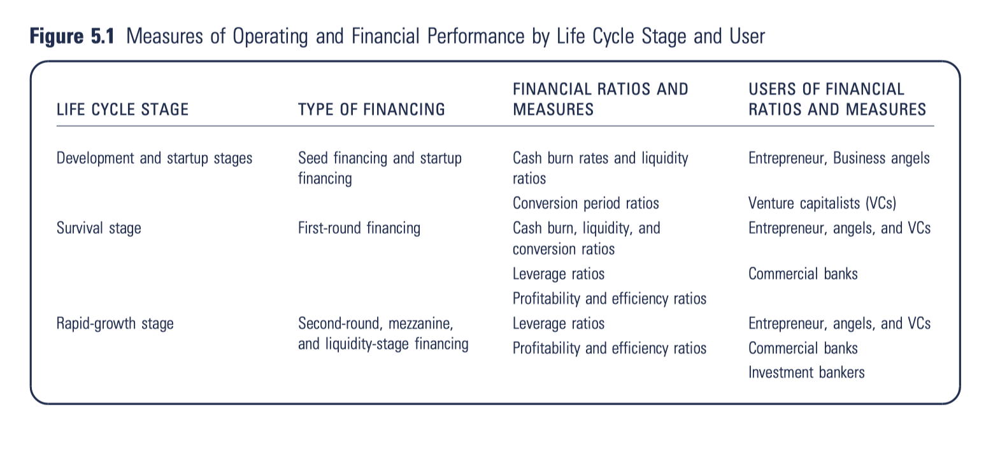 Figure 5.1 Measures of Operating and Financial Performance by Life Cycle Stage and User
LIFE CYCLE STAGE
TYPE OF FINANCING
FINANCIAL RATIOS AND
MEASURES
USERS OF FINANCIAL
RATIOS AND MEASURES
Development and startup stages
Seed financing and startup
financing
Cash burn rates and liquidity
ratios
Entrepreneur, Business angels
Conversion period ratios
Venture capitalists (VCs)
Survival stage
First-round financing
Cash burn, liquidity, and
conversion ratios
Entrepreneur, angels, and VCs
Leverage ratios
Commercial banks
Profitability and efficiency ratios
Rapid-growth stage
Second-round, mezzanine,
and liquidity-stage financing
Leverage ratios
Entrepreneur, angels, and VCs
Profitability and efficiency ratios
Commercial banks
Investment bankers